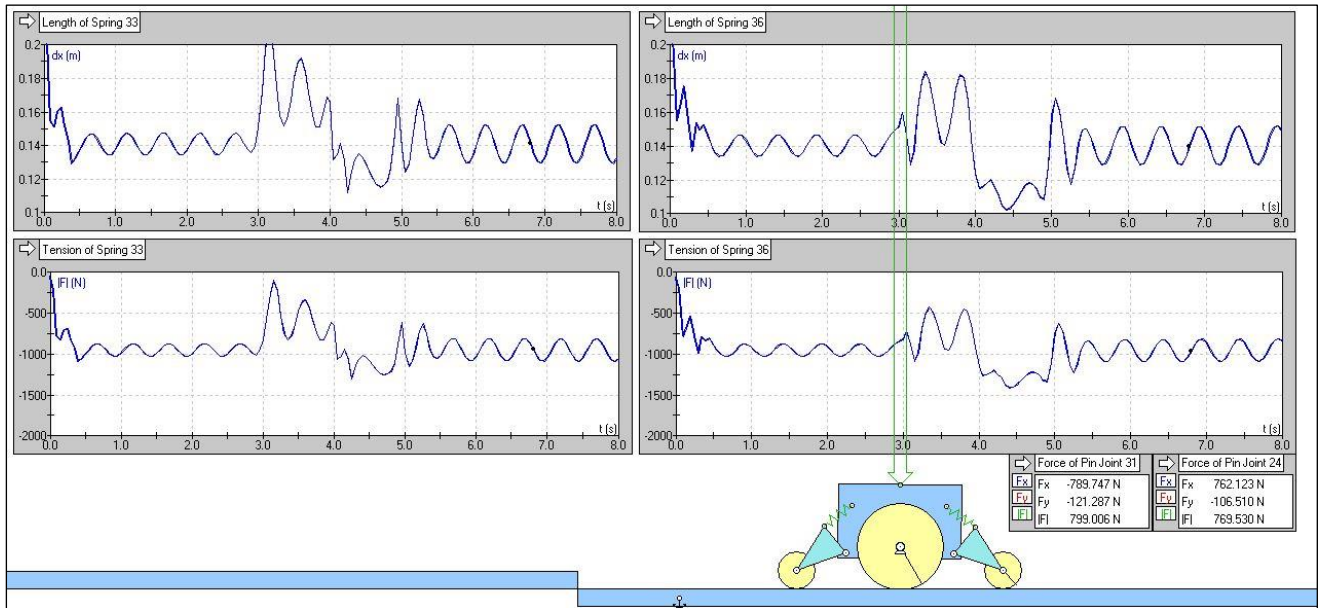 Length of Spring 33
dx (m)
0.2
0.18
0.16
0.14
0.12
0.1
0.0 1.0 2.0 3.0 4.0 5.0 6.0 7.0 8.0
t (s)
Length of Spring 36
dx (m)
0.2
0.18
0.16
0.14
0.12
0.1
0.0 1.0 2.0 3.0 4.0 5.0 6.0 7.0 8.0
t (s)
Tension of Spring 33
|F| (N)
0.0
-500
-1000
-1500
-2000
0.0 1.0 2.0 3.0 4.0 5.0 6.0 7.0 8.0
t (s)
Tension of Spring 36
|F| (N)
0.0
-500
-1000
-1500
-2000
0.0 1.0 2.0 3.0 4.0 5.0 6.0 7.0 8.0
t (s)
Force of Pin Joint 31
Fx Fx -789.747 N
Fy Fy -121.287 N
|F| |F| 799.006 N
Force of Pin Joint 24
Fx Fx 762.123 N
Fy Fy -106.510 N
|F| |F| 769.530 N